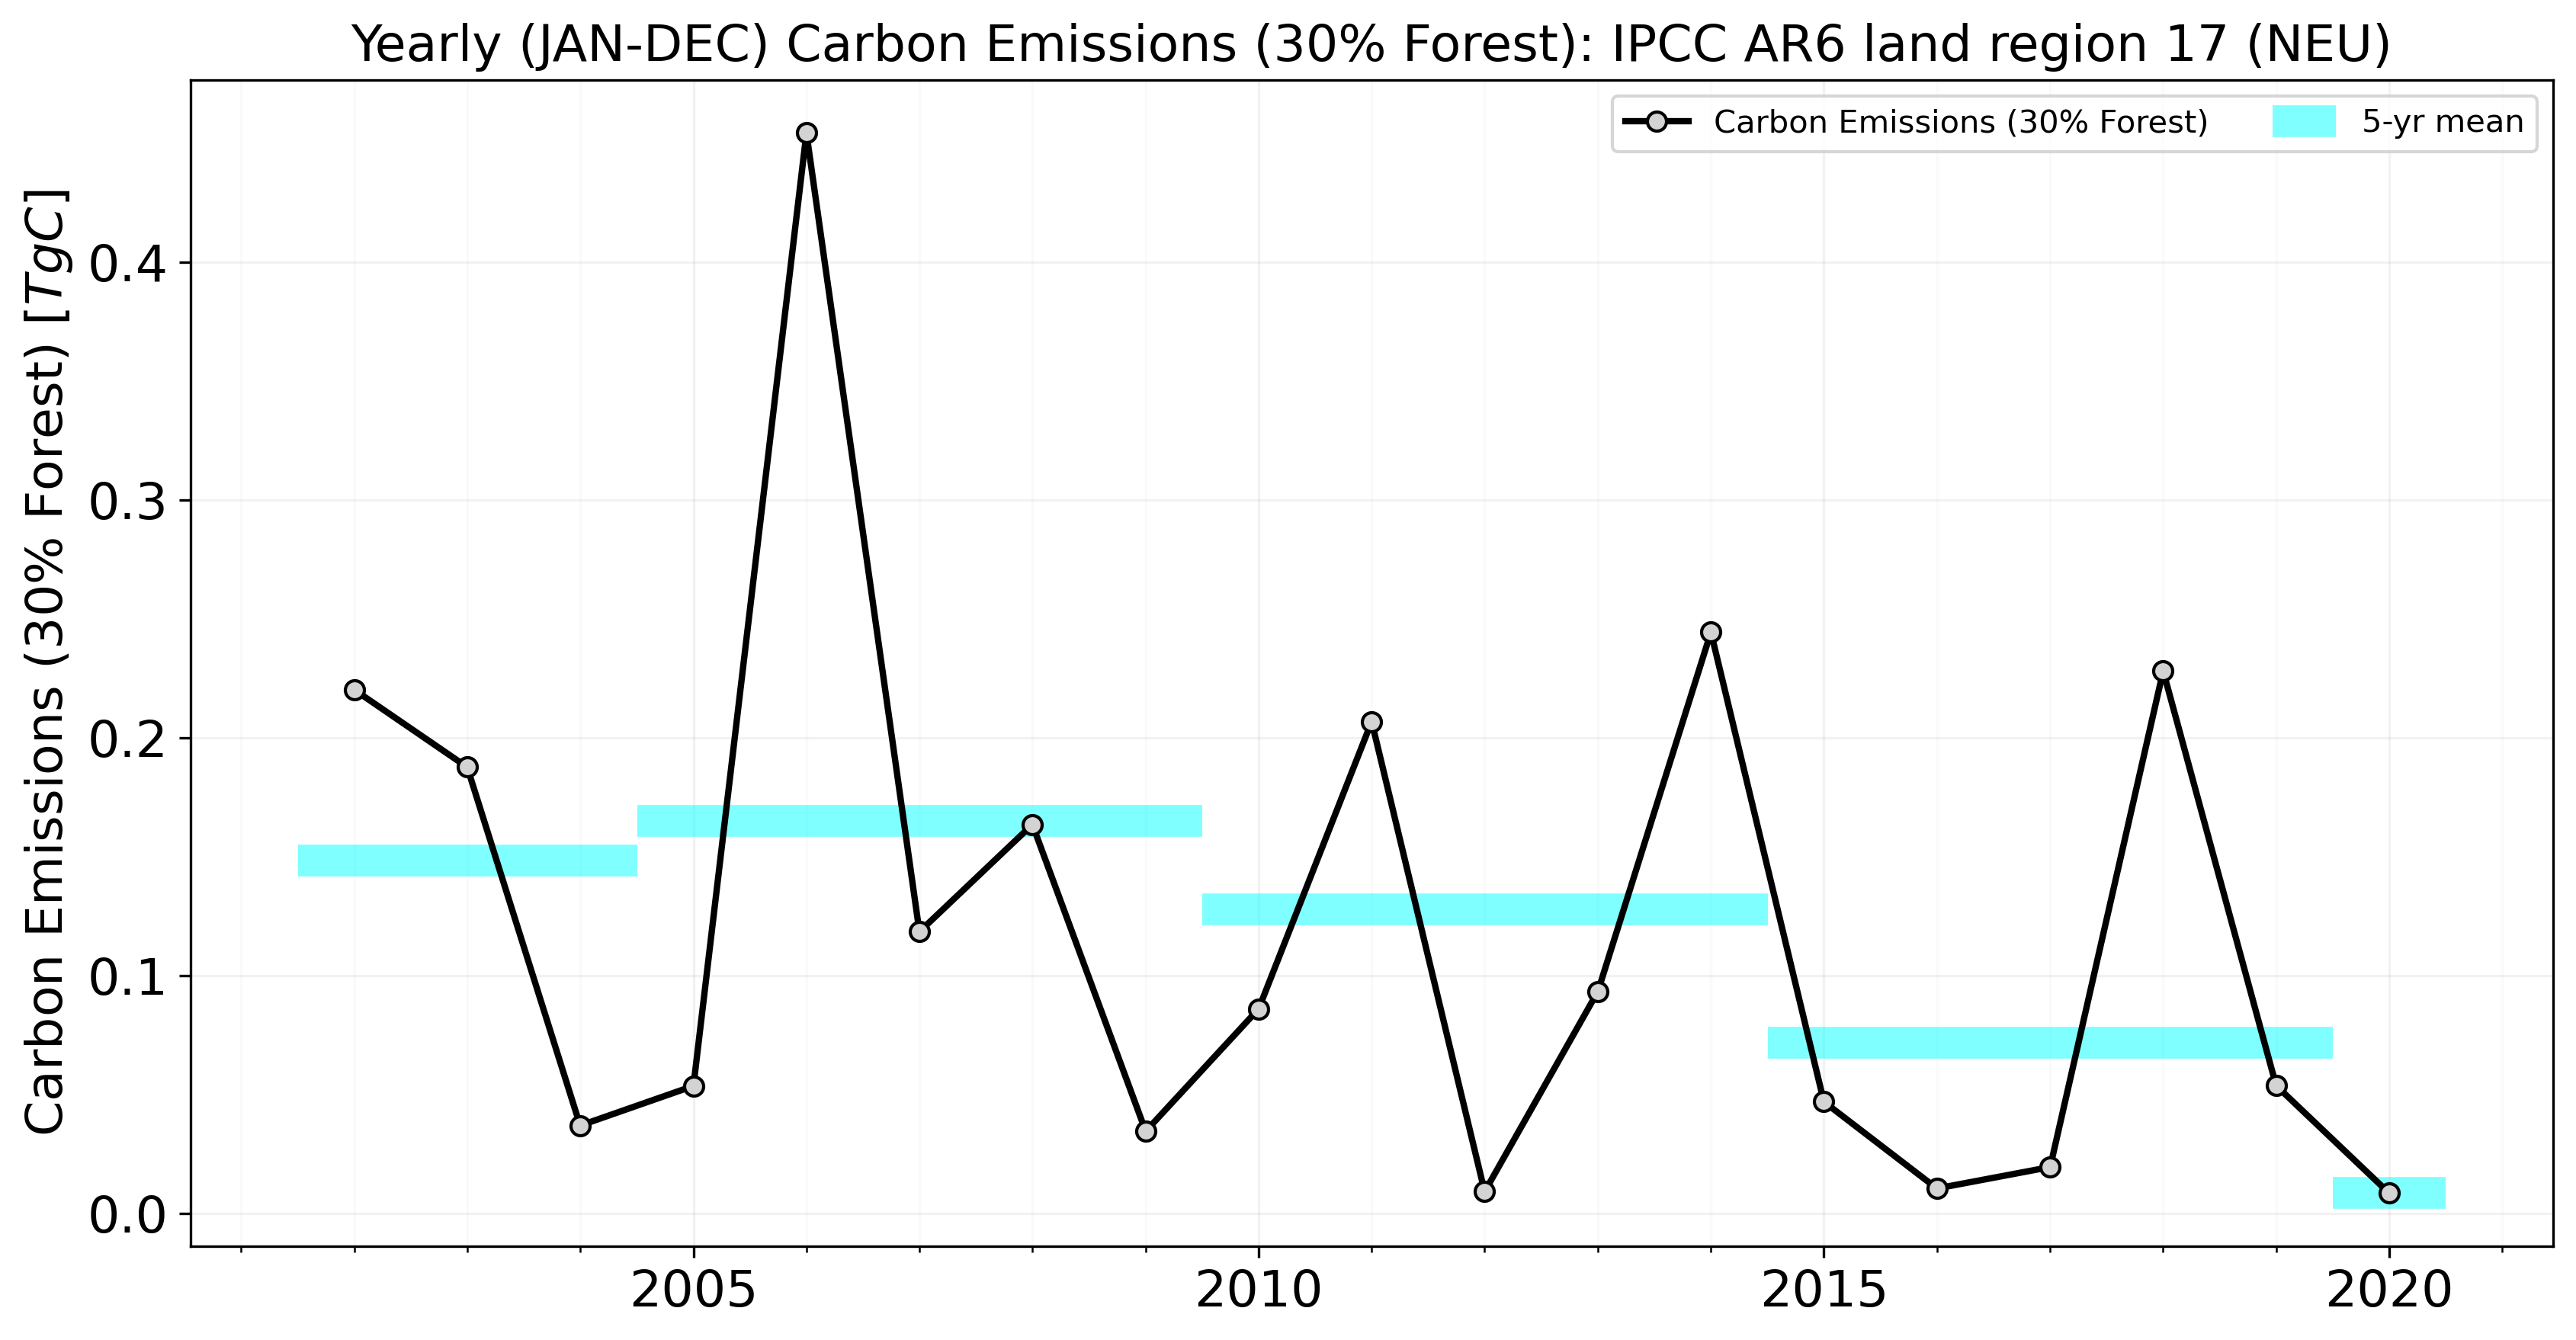 Yearly (JAN-DEC) Carbon Emissions (30% Forest): IPCC AR6 land region 17 (NEU)
Carbon Emissions (30% Forest)
5-yr mean
Carbon Emissions (30% Forest) [TgC]
0.4
0.3
0.2
0.1
0.0
2005
2010
2015
2020